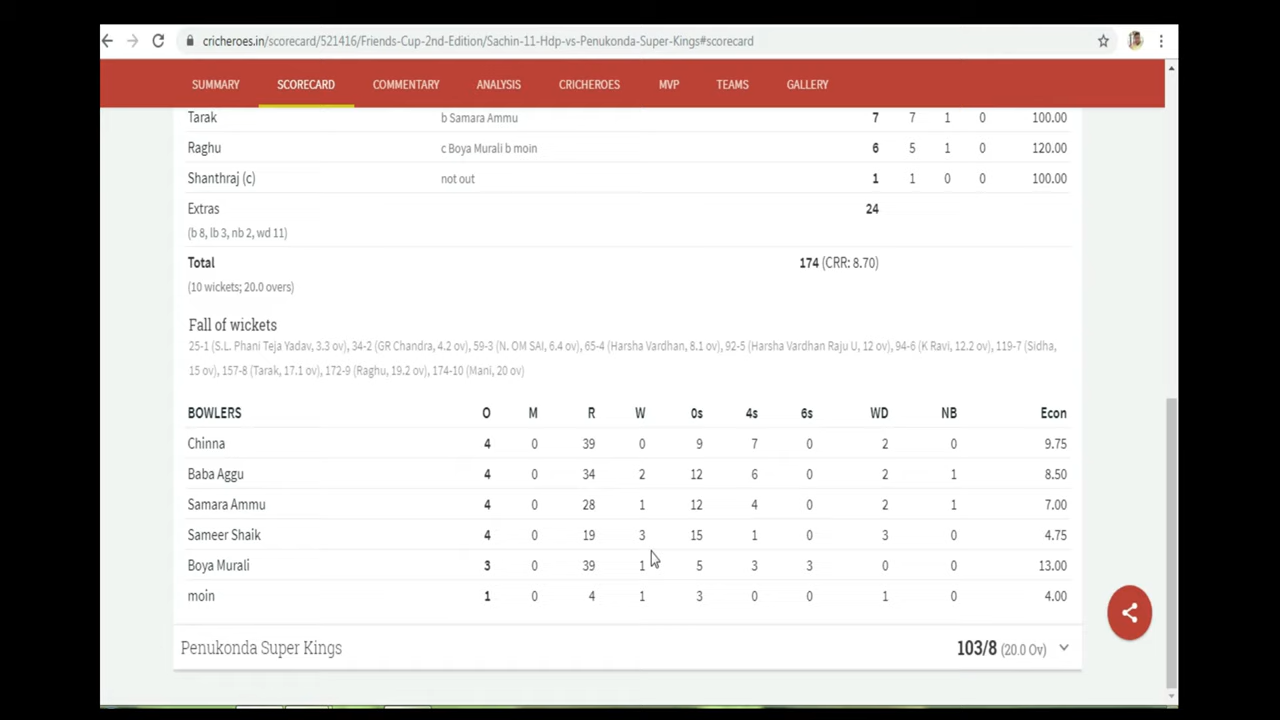 cricheroes.in/scorecard/521416/Friends-Cup-2nd-Edition/Sachin-11-Hdp-vs-Penukonda-Super-Kings#scorecard
SUMMARY SCORECARD COMMENTARY ANALYSIS CRICHEROES MVP TEAMS GALLERY
Tarak b Samara Ammu 7 7 1 0 100.00
Raghu c Boya Murali b moin 6 5 1 0 120.00
Shanthraj (c) not out 1 1 0 0 100.00
Extras 24
(b 8, lb 3, nb 2, wd 11)
Total 174 (CRR: 8.70)
(10 wickets; 20.0 overs)
Fall of wickets
25-1 (S.L. Phani Teja Yadav, 3.3 ov), 34-2 (GR Chandra, 4.2 ov), 59-3 (N. OM SAI, 6.4 ov), 65-4 (Harsha Vardhan, 8.1 ov), 92-5 (Harsha Vardhan Raju U, 12 ov), 94-6 (K Ravi, 12.2 ov), 119-7 (Sidha,
15 ov), 157-8 (Tarak, 17.1 ov), 172-9 (Raghu, 19.2 ov), 174-10 (Mani, 20 ov)
BOWLERS O M R W 0s 4s 6s WD NB Econ
Chinna 4 0 39 0 9 7 0 2 0 9.75
Baba Aggu 4 0 34 2 12 6 0 2 1 8.50
Samara Ammu 4 0 28 1 12 4 0 2 1 7.00
Sameer Shaik 4 0 19 3 15 1 0 3 0 4.75
Boya Murali 3 0 39 1 5 3 3 0 0 13.00
moin 1 0 4 1 3 0 0 1 0 4.00
Penukonda Super Kings 103/8 (20.0 Ov)